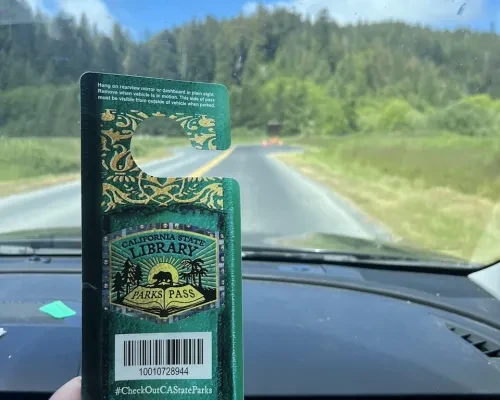 Hang on rearview mirror or dashboard in plain sight.
Remove when vehicle is in motion. This side of pass
must be visible from outside of vehicle when parked.
CALIFORNIA STATE
LIBRARY
PARKS PASS
10010728944
#CheckOutCAStateParks